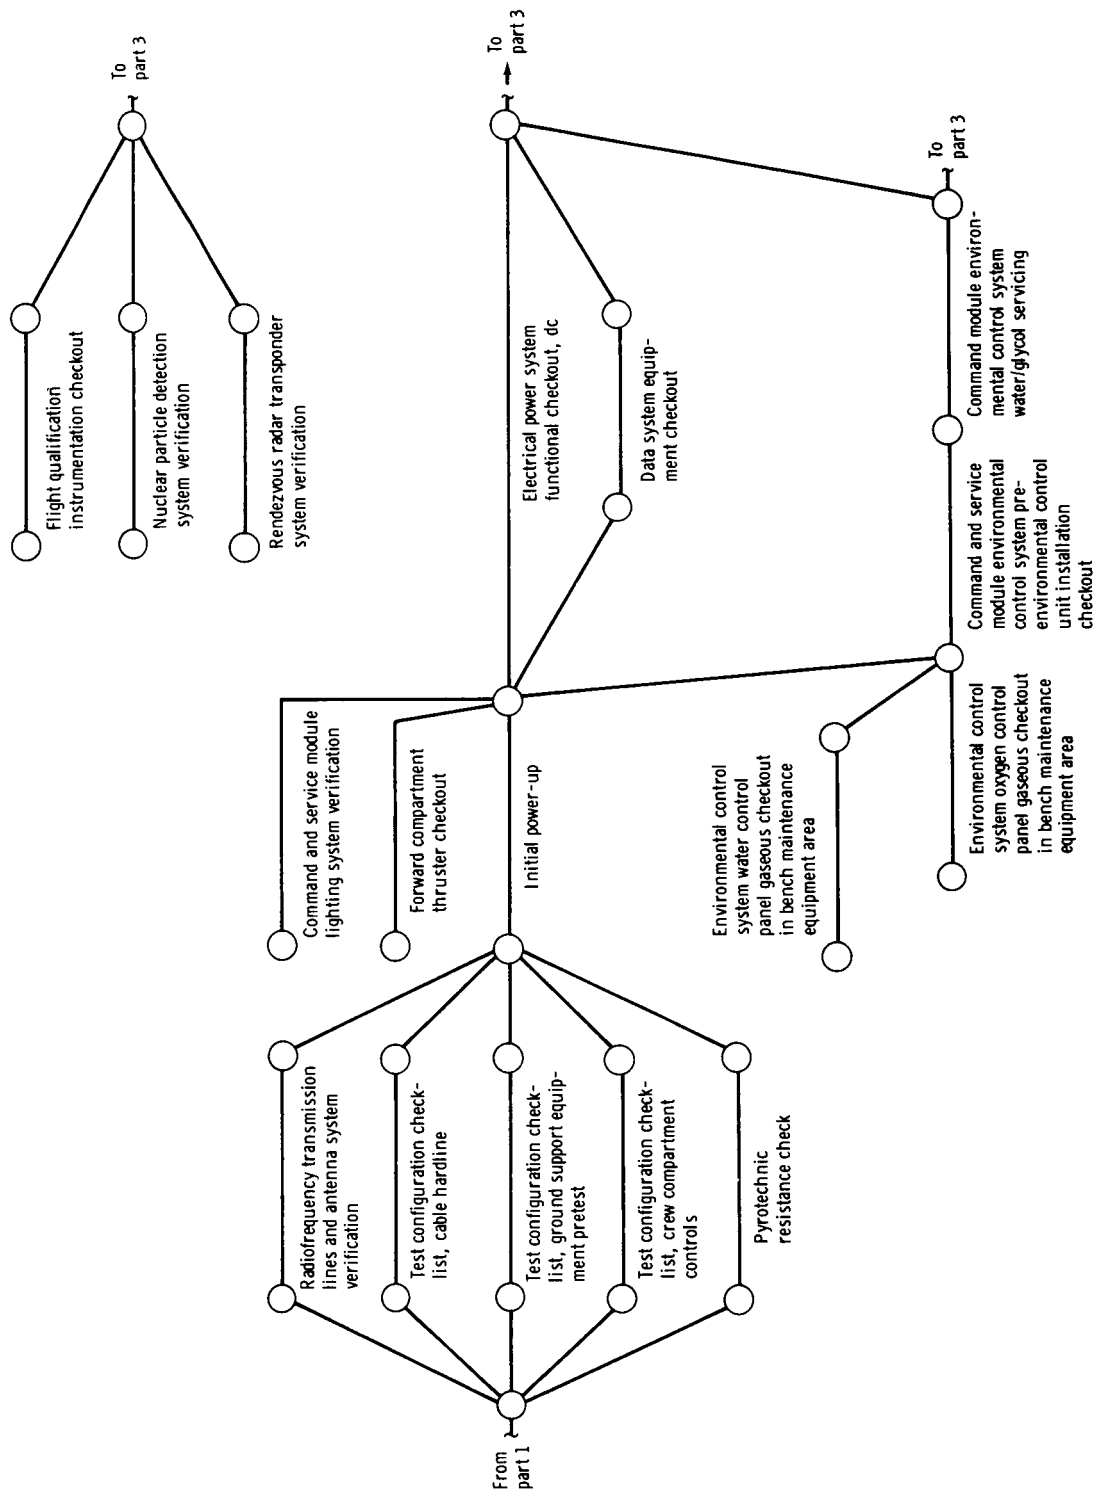 From
part 1
Radiofrequency transmission
lines and antenna system
verification
Test configuration check-
list, cable hardline
Test configuration check-
list, ground support equip-
ment pretest
Test configuration check-
list, crew compartment
controls
Pyrotechnic
resistance check
Command and service module
lighting system verification
Forward compartment
thruster checkout
Initial power-up
Environmental control
system water control
panel gaseous checkout
in bench maintenance
equipment area
Environmental control
system oxygen control
panel gaseous checkout
in bench maintenance
equipment area
Flight qualification
instrumentation checkout
Nuclear particle detection
system verification
Rendezvous radar transponder
system verification
To
part 3
Electrical power system
functional checkout, dc
Data system equip-
ment checkout
To
part 3
Command and service
module environmental
control system pre-
environmental control
unit installation
checkout
Command module environ-
mental control system
water/glycol servicing
To
part 3